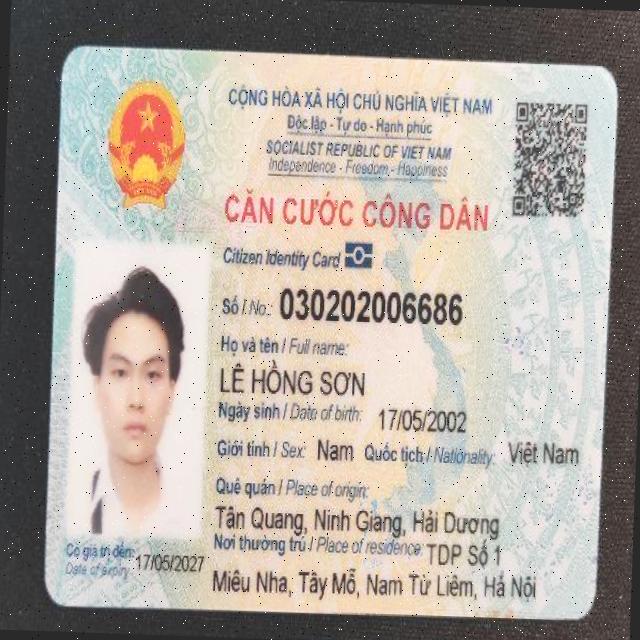 CỘNG HÒA XÃ HỘI CHỦ NGHĨA VIỆT NAM
Độc lập - Tự do - Hạnh phúc
SOCIALIST REPUBLIC OF VIET NAM
Independence - Freedom - Happiness
CĂN CƯỚC CÔNG DÂN
Citizen Identity Card
Số / No.: 030202006686
Họ và tên / Full name:
LÊ HỒNG SƠN
Ngày sinh / Date of birth: 17/05/2002
Giới tính / Sex: Nam Quốc tịch / Nationality: Việt Nam
Quê quán / Place of origin:
Tân Quang, Ninh Giang, Hải Dương
Nơi thường trú / Place of residence: TDP Số 1
Miêu Nha, Tây Mỗ, Nam Từ Liêm, Hà Nội
Có giá trị đến: 17/05/2027
Date of expiry